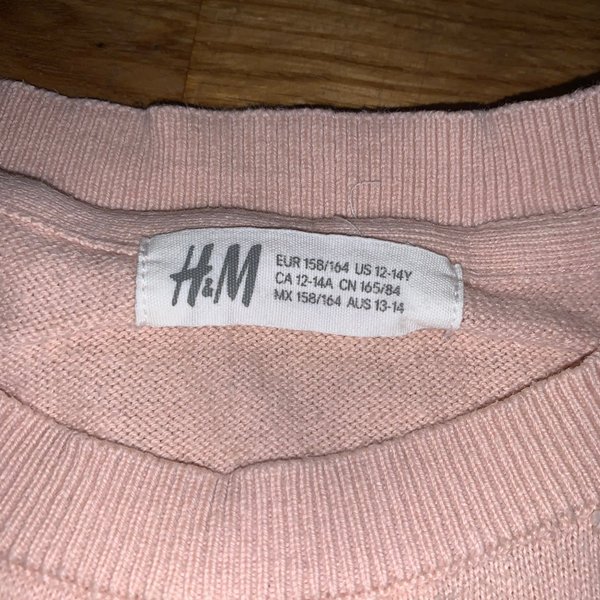 H&M
EUR 158/164 US 12-14Y
CA 12-14A CN 165/84
MX 158/164 AUS 13-14